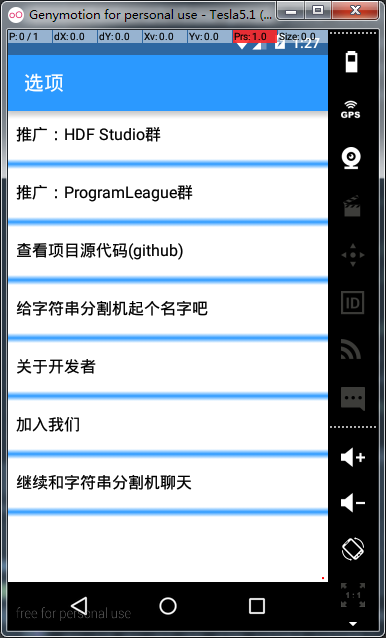 Genymotion for personal use - Tesla5.1 (...
P: 0 / 1 dX: 0.0 dY: 0.0 Xv: 0.0 Yv: 0.0 Prs: 1.0 Size: 0.0
1:27
选项
GPS
推广：HDF Studio群
推广：ProgramLeague群
查看项目源代码(github)
ID
给字符串分割机起个名字吧
关于开发者
加入我们
继续和字符串分割机聊天
1:1
free for personal use